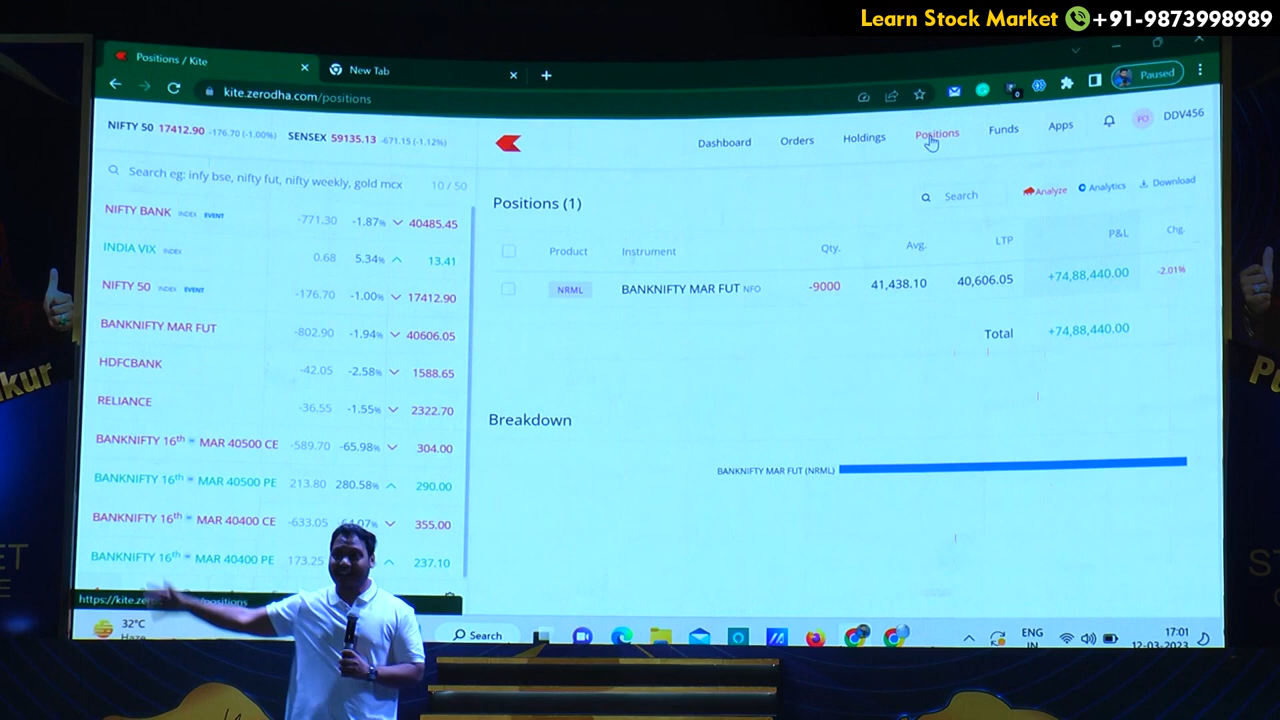 Learn Stock Market +91-9873998989
Positions / Kite
New Tab
kite.zerodha.com/positions
Paused
NIFTY 50 17412.90 -176.70 (-1.00%) SENSEX 59135.13 -671.15 (-1.12%)
Dashboard Orders Holdings Positions Funds Apps DDV456
Search eg: infy bse, nifty fut, nifty weekly, gold mcx 10 / 50
Positions (1) Search Analyze Analytics Download
NIFTY BANK INDEX EVENT -771.30 -1.87% 40485.45
INDIA VIX INDEX 0.68 5.34% 13.41
NIFTY 50 INDEX EVENT -176.70 -1.00% 17412.90
BANKNIFTY MAR FUT -802.90 -1.94% 40606.05
HDFCBANK -42.05 -2.58% 1588.65
RELIANCE -36.55 -1.55% 2322.70
BANKNIFTY 16th MAR 40500 CE -589.70 -65.98% 304.00
BANKNIFTY 16th MAR 40500 PE 213.80 280.58% 290.00
BANKNIFTY 16th MAR 40400 CE -633.05 355.00
BANKNIFTY 16th MAR 40400 PE 173.25 237.10
Product Instrument Qty. Avg. LTP P&L Chg.
NRML BANKNIFTY MAR FUT NFO -9000 41,438.10 40,606.05 +74,88,440.00 -2.01%
Total +74,88,440.00
Breakdown
BANKNIFTY MAR FUT (NRML)
32°C
Haze
Search
ENG
IN
17:01
12-03-2023
kur